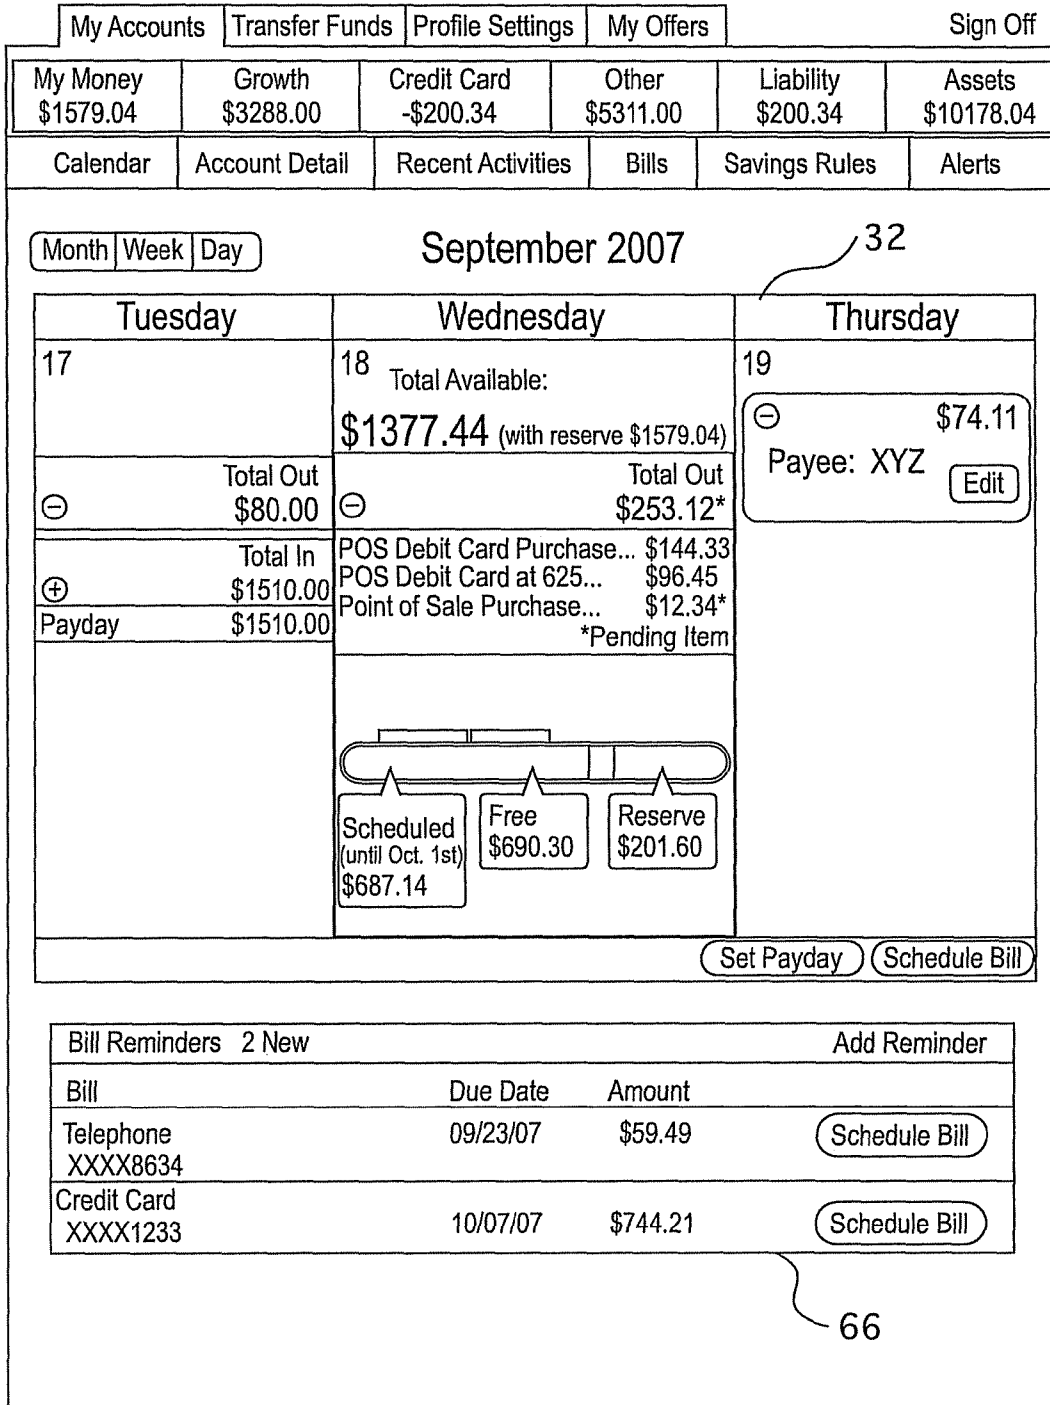 My Accounts Transfer Funds Profile Settings My Offers Sign Off
My Money Growth Credit Card Other Liability Assets
$1579.04 $3288.00 -$200.34 $5311.00 $200.34 $10178.04
Calendar Account Detail Recent Activities Bills Savings Rules Alerts
Month Week Day September 2007 32
Tuesday Wednesday Thursday
17
Total Out
⊖ $80.00
Total In
⊕ $1510.00
Payday $1510.00
18 Total Available:
$1377.44 (with reserve $1579.04)
Total Out
⊖ $253.12*
POS Debit Card Purchase... $144.33
POS Debit Card at 625... $96.45
Point of Sale Purchase... $12.34*
*Pending Item
Scheduled
(until Oct. 1st)
$687.14
Free
$690.30
Reserve
$201.60
19
⊖ $74.11
Payee: XYZ
Edit
Set Payday Schedule Bill
Bill Reminders 2 New Add Reminder
Bill Due Date Amount
Telephone 09/23/07 $59.49 Schedule Bill
XXXX8634
Credit Card
XXXX1233 10/07/07 $744.21 Schedule Bill
66